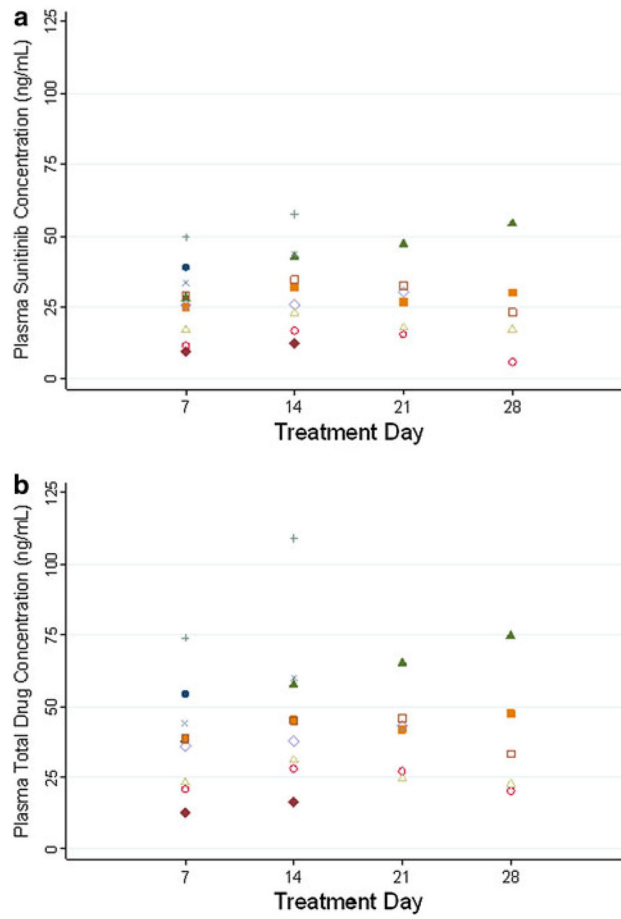 a
Plasma Sunitinib Concentration (ng/mL)
125
100
75
50
25
0
7 14 21 28
Treatment Day
b
Plasma Total Drug Concentration (ng/mL)
125
100
75
50
25
0
7 14 21 28
Treatment Day